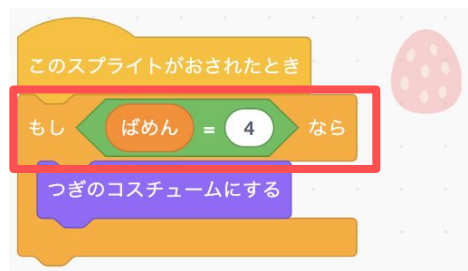 このスプライトがおされたとき
もし ばめん = 4 なら
つぎのコスチュームにする